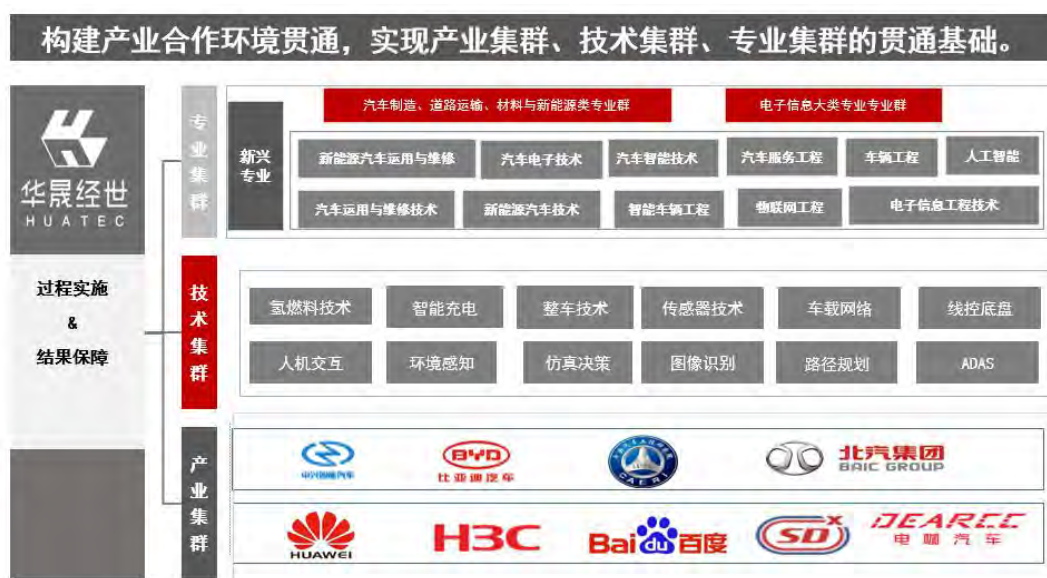 构建产业合作环境贯通，实现产业集群、技术集群、专业集群的贯通基础。
华晟经世
HUATEC
过程实施
&
结果保障
专业集群
新兴
专业
汽车制造、道路运输、材料与新能源类专业群
电子信息大类专业专业群
新能源汽车运用与维修
汽车电子技术
汽车智能技术
汽车服务工程
车辆工程
人工智能
汽车运用与维修技术
新能源汽车技术
智能车辆工程
物联网工程
电子信息工程技术
技术集群
氢燃料技术
智能充电
整车技术
传感器技术
车载网络
线控底盘
人机交互
环境感知
仿真决策
图像识别
路径规划
ADAS
产业集群
中兴智能汽车
BYD
比亚迪汽车
CAERI
北汽集团
BAIC GROUP
HUAWEI
H3C
Bai du 百度
SDX
DEARCC
电咖汽车